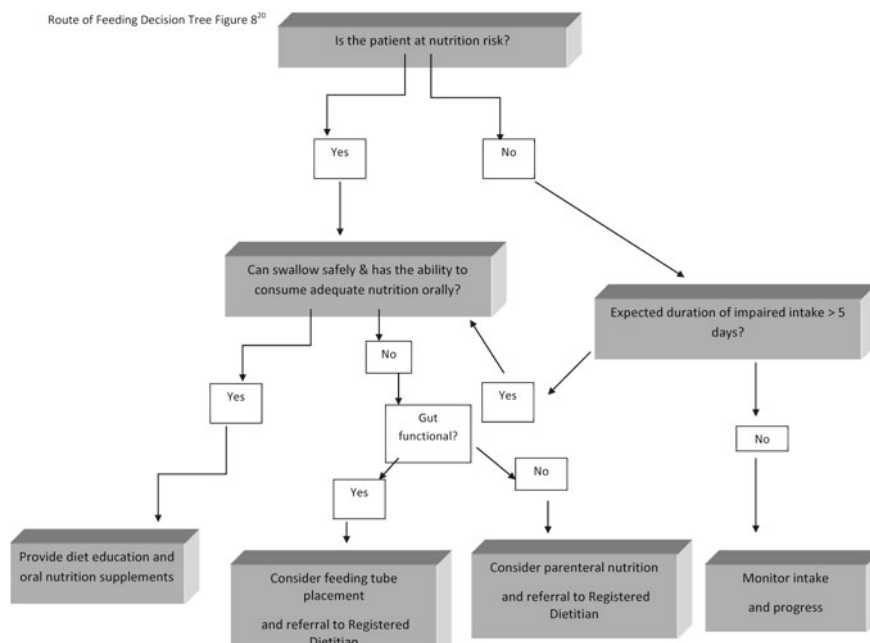 Route of Feeding Decision Tree Figure 8²⁰
Is the patient at nutrition risk?
Yes
No
Can swallow safely & has the ability to
consume adequate nutrition orally?
Expected duration of impaired intake > 5
days?
No
Yes
Yes
Gut
functional?
No
No
Yes
Provide diet education and
oral nutrition supplements
Consider feeding tube
placement
and referral to Registered
Dietitian
Consider parenteral nutrition
and referral to Registered
Dietitian
Monitor intake
and progress